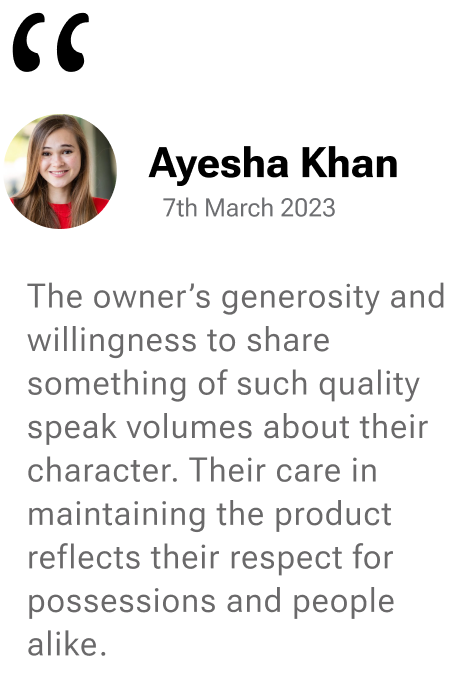 “
Ayesha Khan
7th March 2023
The owner’s generosity and
willingness to share
something of such quality
speak volumes about their
character. Their care in
maintaining the product
reflects their respect for
possessions and people
alike.